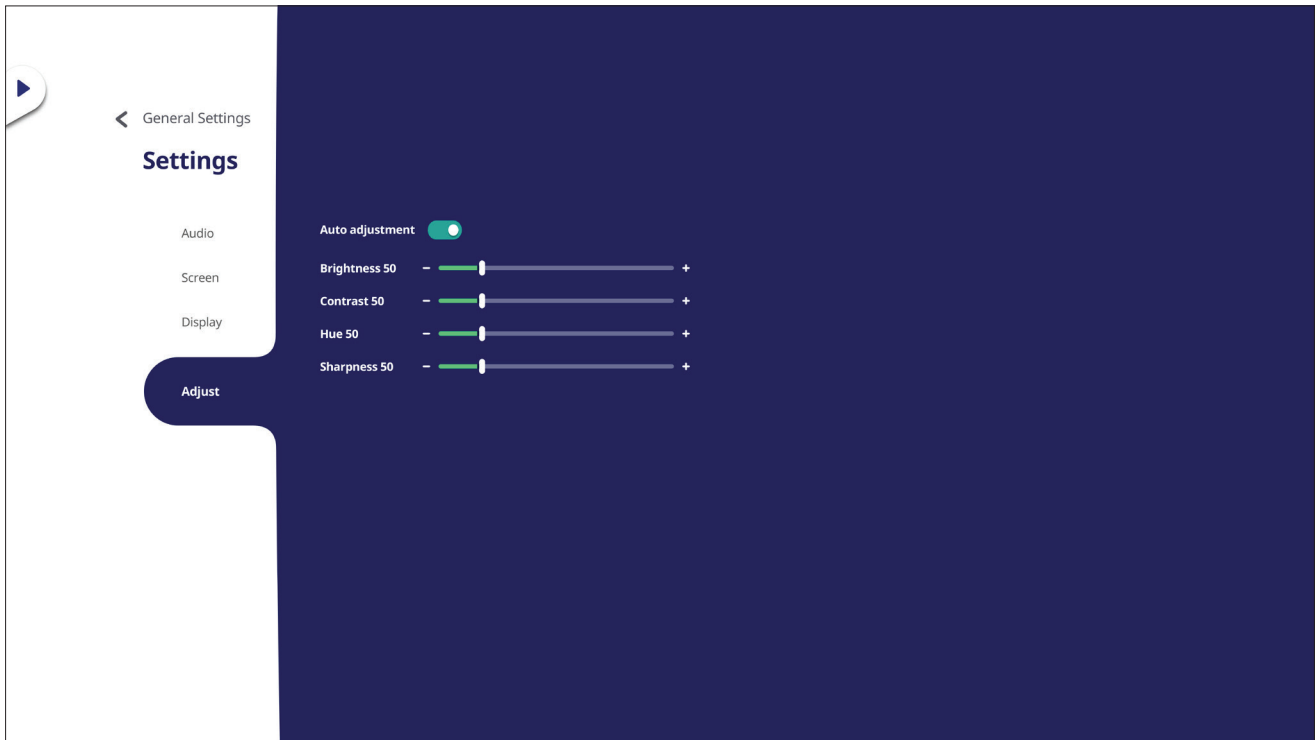 General Settings
Settings
Audio
Screen
Display
Adjust
Auto adjustment
Brightness 50 - +
Contrast 50 - +
Hue 50 - +
Sharpness 50 - +